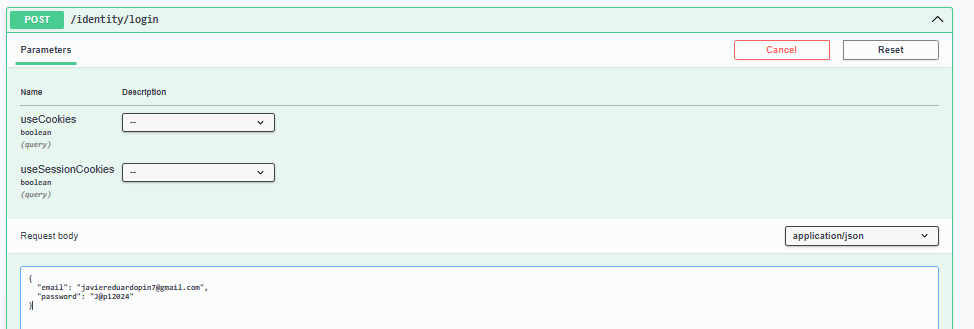 POST /identity/login
Parameters
Cancel
Reset
Name Description
useCookies
boolean
(query)
--
useSessionCookies
boolean
(query)
--
Request body
application/json
{
"email": "javiereduardopin7@gmail.com",
"password": "J@p12024"
}